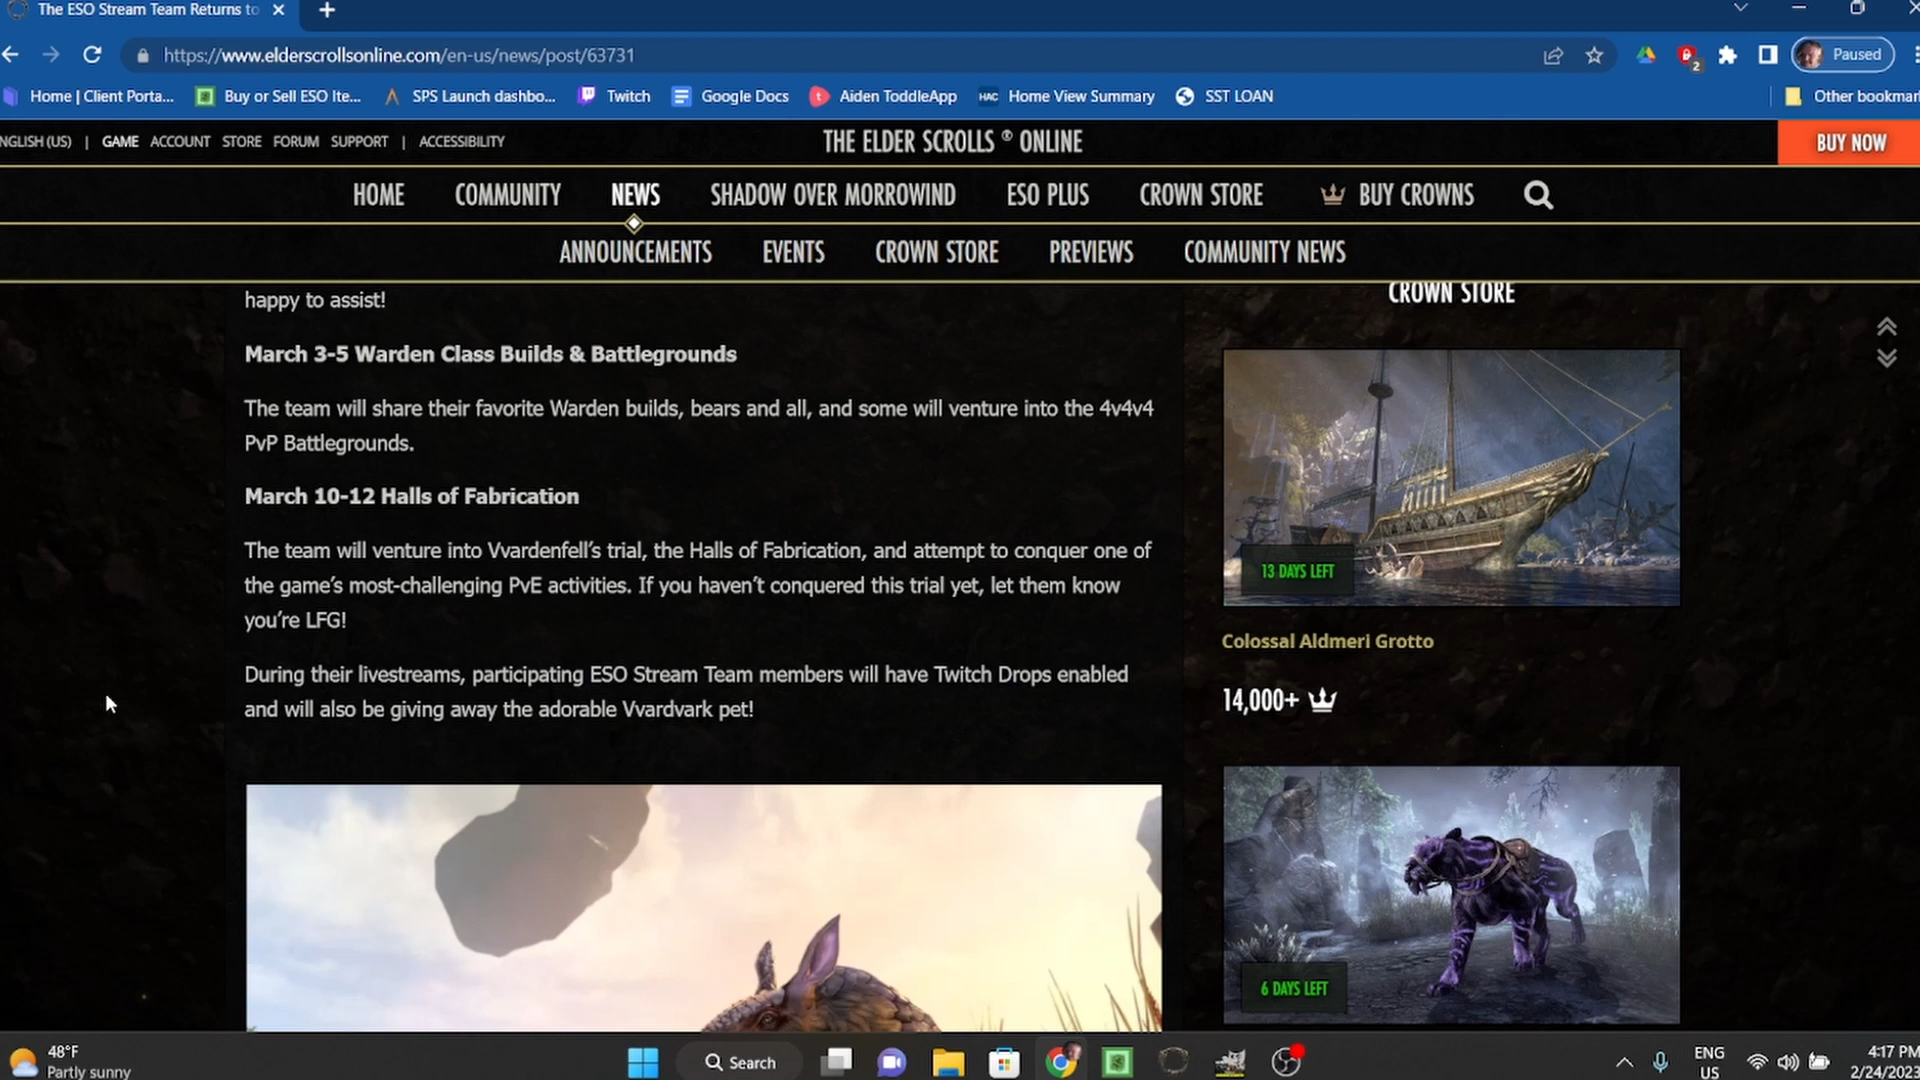 The ESO Stream Team Returns to
https://www.elderscrollsonline.com/en-us/news/post/63731
2
Paused
Home | Client Porta...
Buy or Sell ESO Ite...
SPS Launch dashbo...
Twitch
Google Docs
Aiden ToddleApp
HAC
Home View Summary
SST LOAN
Other bookmar
NGLISH (US) | GAME ACCOUNT STORE FORUM SUPPORT | ACCESSIBILITY
THE ELDER SCROLLS ® ONLINE
BUY NOW
HOME COMMUNITY NEWS SHADOW OVER MORROWIND ESO PLUS CROWN STORE BUY CROWNS
ANNOUNCEMENTS EVENTS CROWN STORE PREVIEWS COMMUNITY NEWS
happy to assist!
March 3-5 Warden Class Builds & Battlegrounds
The team will share their favorite Warden builds, bears and all, and some will venture into the 4v4v4
PvP Battlegrounds.
March 10-12 Halls of Fabrication
The team will venture into Vvardenfell’s trial, the Halls of Fabrication, and attempt to conquer one of
the game’s most-challenging PvE activities. If you haven’t conquered this trial yet, let them know
you’re LFG!
During their livestreams, participating ESO Stream Team members will have Twitch Drops enabled
and will also be giving away the adorable Vvardvark pet!
CROWN STORE
13 DAYS LEFT
Colossal Aldmeri Grotto
14,000+
6 DAYS LEFT
48°F
Partly sunny
Search
ENG
US
4:17 PM
2/24/2023